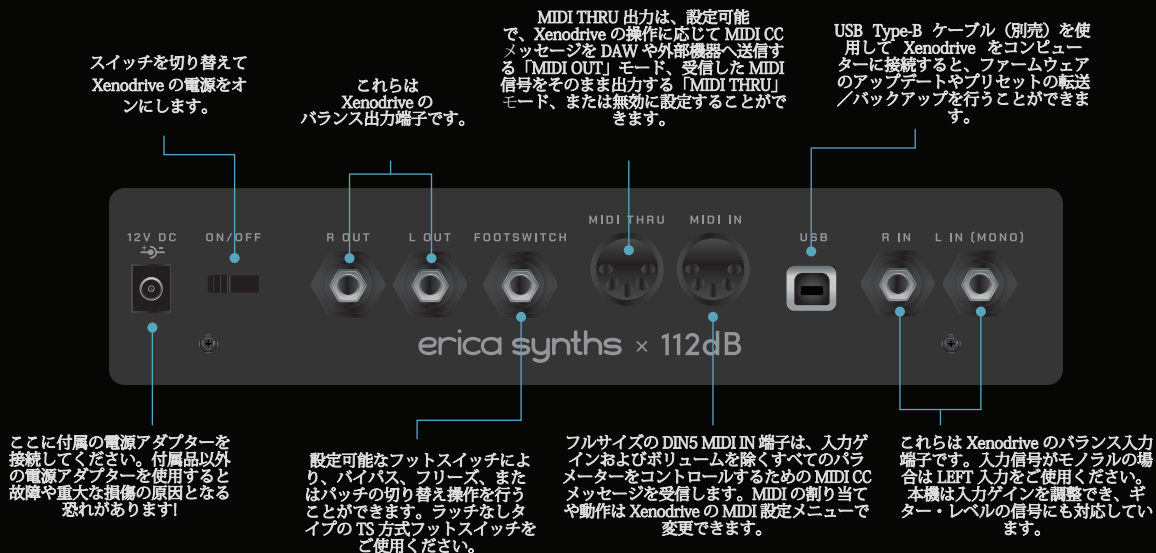 スイッチを切り替えて
Xenodrive の電源をオ
ンにします。
これらは
Xenodrive の
バランス出力端子です。
MIDI THRU 出力は、設定可能
で、Xenodrive の操作に応じて MIDI CC
メッセージを DAW や外部機器へ送信す
る「MIDI OUT」モード、受信した MIDI
信号をそのまま出力する「MIDI THRU」
モード、または無効に設定することがで
きます。
USB Type-B ケーブル（別売）を使
用して Xenodrive をコンピュー
ターに接続すると、ファームウェア
のアップデートやプリセットの転送
／バックアップを行うことができま
す。
12V DC
ON/OFF
R OUT
L OUT
FOOTSWITCH
MIDI THRU
MIDI IN
USB
R IN
L IN (MONO)
erica synths × 112dB
ここに付属の電源アダプターを
接続してください。付属品以外
の電源アダプターを使用すると
故障や重大な損傷の原因となる
恐れがあります!
設定可能なフットスイッチによ
り、バイパス、フリーズ、また
はパッチの切り替え操作を行う
ことができます。ラッチなしタ
イプの TS 方式フットスイッチを
ご使用ください。
フルサイズの DIN5 MIDI IN 端子は、入力ゲ
インおよびボリュームを除くすべてのパラ
メーターをコントロールするための MIDI CC
メッセージを受信します。MIDI の割り当て
や動作は Xenodrive の MIDI 設定メニューで
変更できます。
これらは Xenodrive のバランス入力
端子です。入力信号がモノラルの場
合は LEFT 入力をご使用ください。
本機は入力ゲインを調整でき、ギ
ター・レベルの信号にも対応してい
ます。